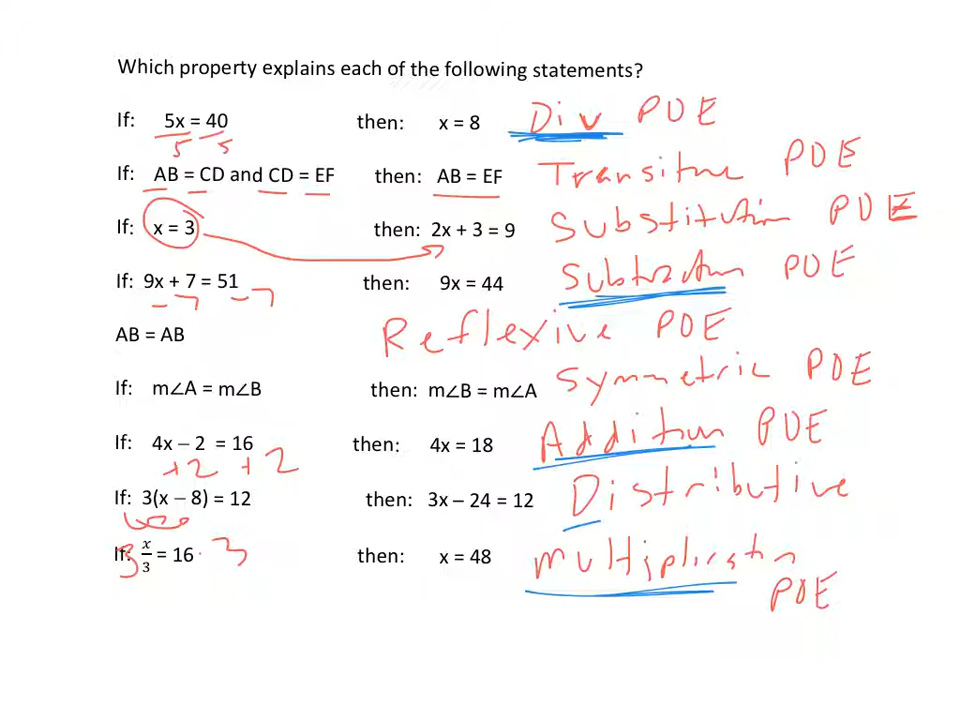 Which property explains each of the following statements?
If: 5x = 40 then: x = 8 Div POE
5 5
If: AB = CD and CD = EF then: AB = EF Transitive POE
If: x = 3 then: 2x + 3 = 9 Substitution POE
If: 9x + 7 = 51 then: 9x = 44 Subtraction POE
-7 -7
AB = AB Reflexive POE
If: m∠A = m∠B then: m∠B = m∠A Symmetric POE
If: 4x – 2 = 16 then: 4x = 18 Addition POE
+2 +2
If: 3(x – 8) = 12 then: 3x – 24 = 12 Distributive
If: 3 x/3 = 16 · 3 then: x = 48 Multiplication
POE